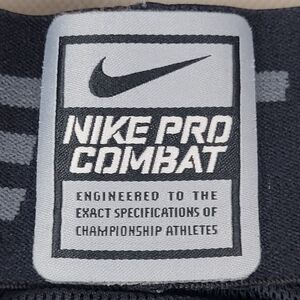 NIKE PRO
COMBAT
ENGINEERED TO THE
EXACT SPECIFICATIONS OF
CHAMPIONSHIP ATHLETES